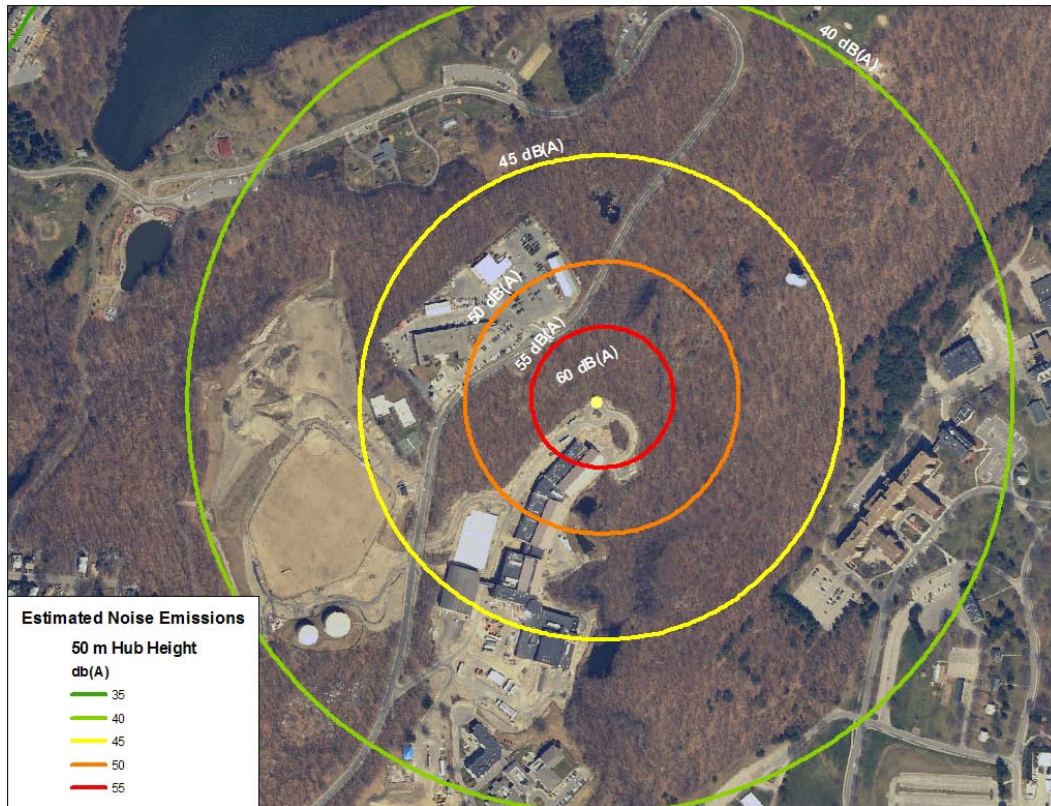 40 dB(A)
45 dB(A)
50 dB(A)
55 dB(A)
60 dB(A)
Estimated Noise Emissions
50 m Hub Height
db(A)
35
40
45
50
55